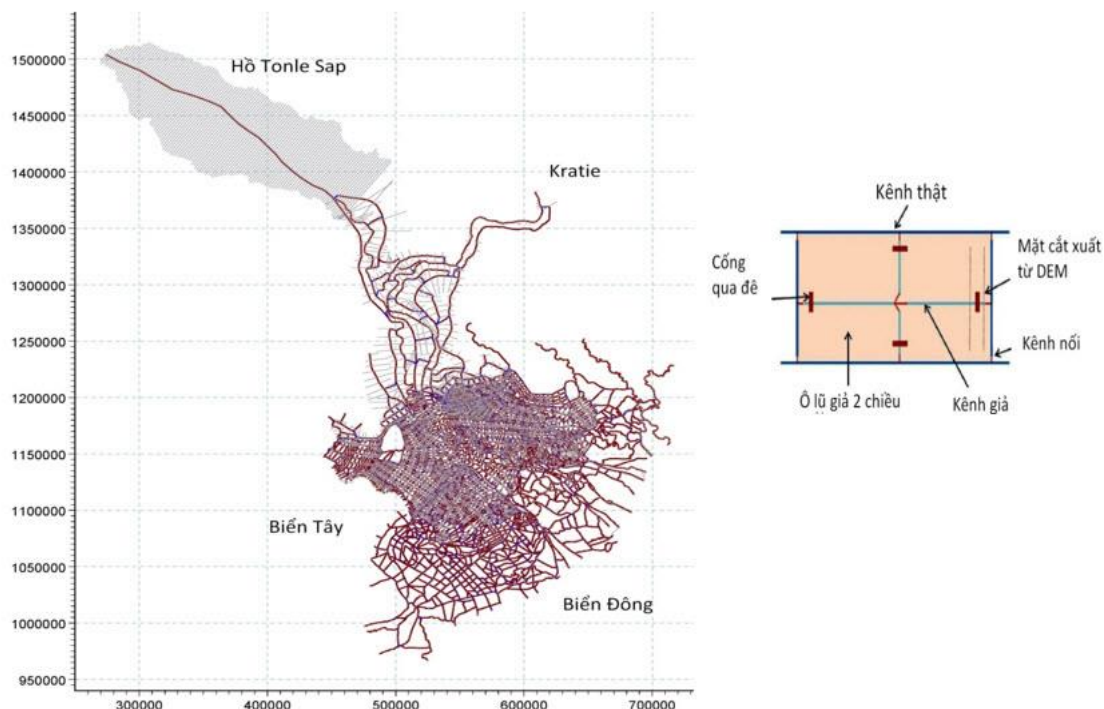 1500000
Hồ Tonle Sap
1450000
1400000
Kratie
1350000
1300000
1250000
1200000
1150000
1100000
Biển Tây
1050000
Biển Đông
1000000
950000
300000
400000
500000
600000
700000
Kênh thật
Cống
qua đê
Mặt cắt xuất
từ DEM
Kênh nối
Ô lũ giả 2 chiều
Kênh giả